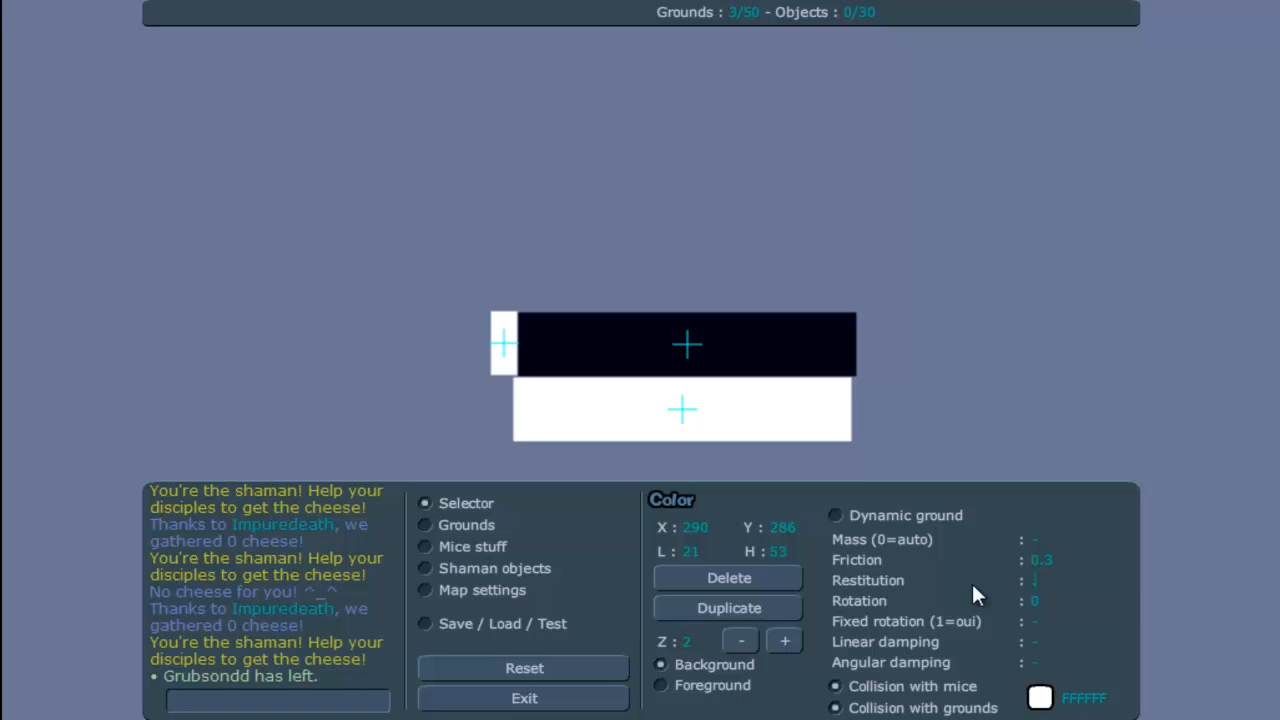 Grounds : 3/50 - Objects : 0/30
You're the shaman! Help your
disciples to get the cheese!
Thanks to Impuredeath, we
gathered 0 cheese!
You're the shaman! Help your
disciples to get the cheese!
No cheese for you! ^_^
Thanks to Impuredeath, we
gathered 0 cheese!
You're the shaman! Help your
disciples to get the cheese!
• Grubsondd has left.
Selector
Grounds
Mice stuff
Shaman objects
Map settings
Save / Load / Test
Reset
Exit
Color
X : 290 Y : 286
L : 21 H : 53
Delete
Duplicate
Z : 2 - +
Background
Foreground
Dynamic ground
Mass (0=auto) : -
Friction : 0.3
Restitution :
Rotation : 0
Fixed rotation (1=oui) : -
Linear damping : -
Angular damping : -
Collision with mice
Collision with grounds
FFFFFF